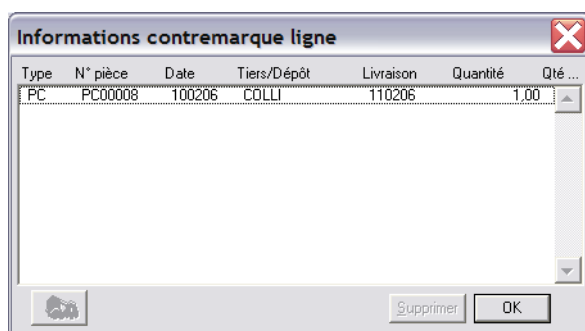 Informations contremarque ligne
Type N° pièce Date Tiers/Dépôt Livraison Quantité Qté ...
PC PC00008 100206 COLLI 110206 1,00
Supprimer OK